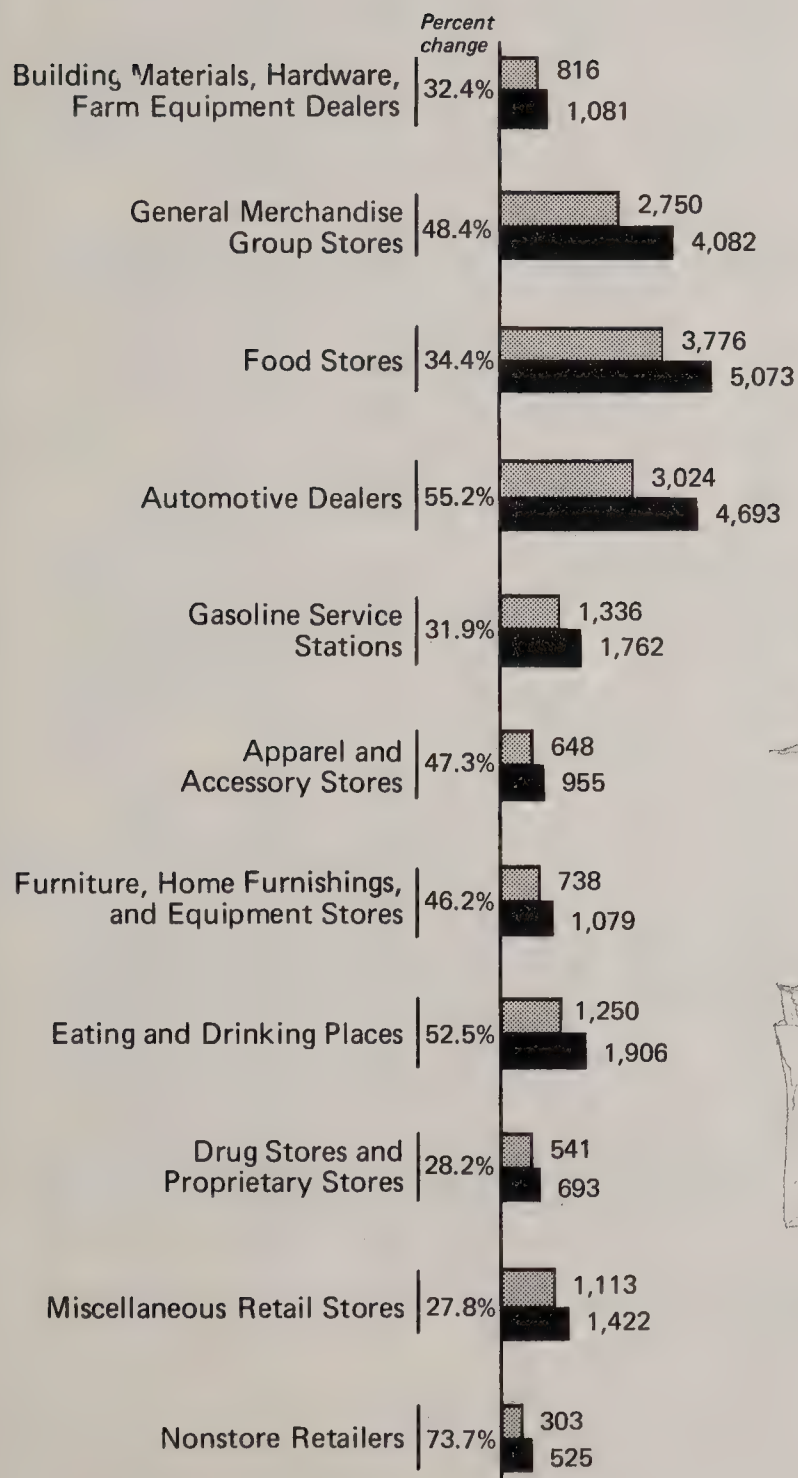 Percent
change
Building Materials, Hardware,
Farm Equipment Dealers
32.4%
816
1,081
General Merchandise
Group Stores
48.4%
2,750
4,082
Food Stores
34.4%
3,776
5,073
Automotive Dealers
55.2%
3,024
4,693
Gasoline Service
Stations
31.9%
1,336
1,762
Apparel and
Accessory Stores
47.3%
648
955
Furniture, Home Furnishings,
and Equipment Stores
46.2%
738
1,079
Eating and Drinking Places
52.5%
1,250
1,906
Drug Stores and
Proprietary Stores
28.2%
541
693
Miscellaneous Retail Stores
27.8%
1,113
1,422
Nonstore Retailers
73.7%
303
525